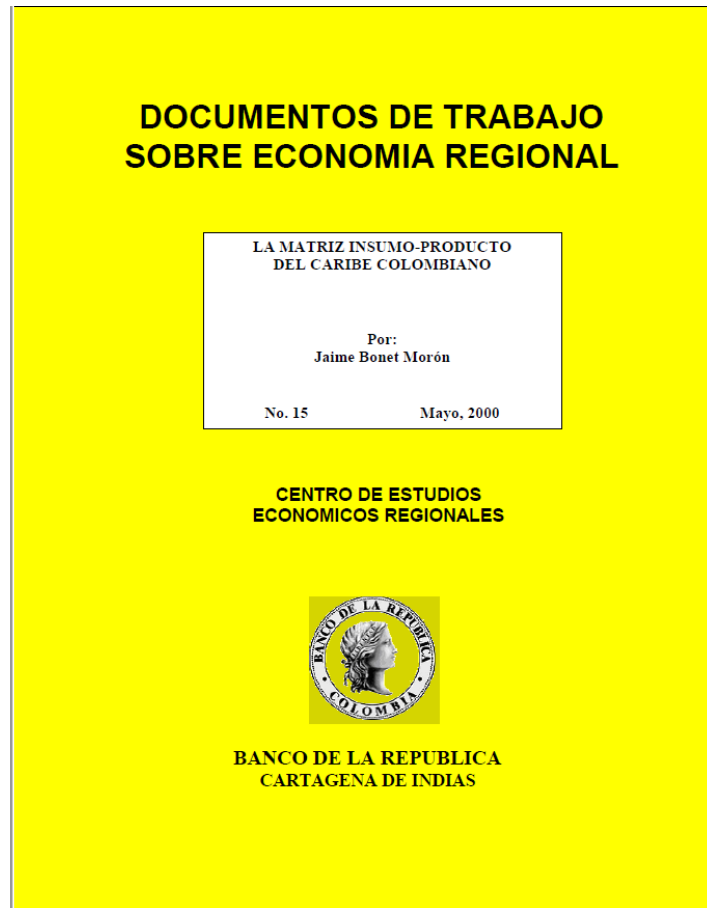 DOCUMENTOS DE TRABAJO
SOBRE ECONOMIA REGIONAL
LA MATRIZ INSUMO-PRODUCTO
DEL CARIBE COLOMBIANO
Por:
Jaime Bonet Morón
No. 15 Mayo, 2000
CENTRO DE ESTUDIOS
ECONOMICOS REGIONALES
BANCO DE LA REPUBLICA
COLOMBIA
BANCO DE LA REPUBLICA
CARTAGENA DE INDIAS